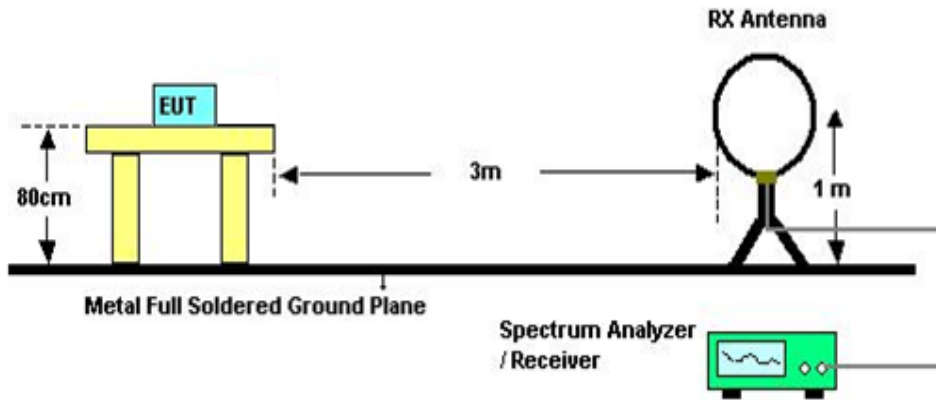 RX Antenna
EUT
3m
80cm
1 m
Metal Full Soldered Ground Plane
Spectrum Analyzer
/ Receiver